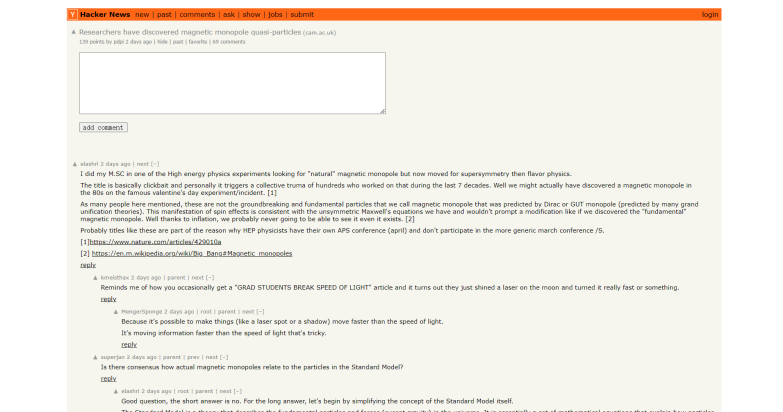 Y Hacker News new | past | comments | ask | show | jobs | submit login
▲ Researchers have discovered magnetic monopole quasi-particles (cam.ac.uk)
139 points by pdpi 2 days ago | hide | past | favorite | 69 comments
add comment
▲ elashri 2 days ago | next [–]
I did my M.SC in one of the High energy physics experiments looking for "natural" magnetic monopole but now moved for supersymmetry then flavor physics.
The title is basically clickbait and personally it triggers a collective truma of hundreds who worked on that during the last 7 decades. Well we might actually have discovered a magnetic monopole in
the 80s on the famous valentine's day experiment/incident. [1]
As many people here mentioned, these are not the groundbreaking and fundamental particles that we call magnetic monopole that was predicted by Dirac or GUT monopole (predicted by many grand
unification theories). This manifestation of spin effects is consistent with the unsymmetric Maxwell's equations we have and wouldn't prompt a modification like if we discovered the "fundamental"
magnetic monopole. Well thanks to inflation, we probably never going to be able to see it even it exists. [2]
Probably titles like these are part of the reason why HEP physicists have their own APS conference (april) and don't participate in the more generic march conference /S.
[1]https://www.nature.com/articles/429010a
[2] https://en.m.wikipedia.org/wiki/Big_Bang#Magnetic_monopoles
reply
▲ kmeisthax 2 days ago | parent | next [–]
Reminds me of how you occasionally get a "GRAD STUDENTS BREAK SPEED OF LIGHT" article and it turns out they just shined a laser on the moon and turned it really fast or something.
reply
▲ MengerSponge 2 days ago | root | parent | next [–]
Because it's possible to make things (like a laser spot or a shadow) move faster than the speed of light.
It's moving information faster than the speed of light that's tricky.
reply
▲ superjan 2 days ago | parent | prev | next [–]
Is there consensus how actual magnetic monopoles relate to the particles in the Standard Model?
reply
▲ elashri 2 days ago | root | parent | next [–]
Good question, the short answer is no. For the long answer, let's begin by simplifying the concept of the Standard Model itself.